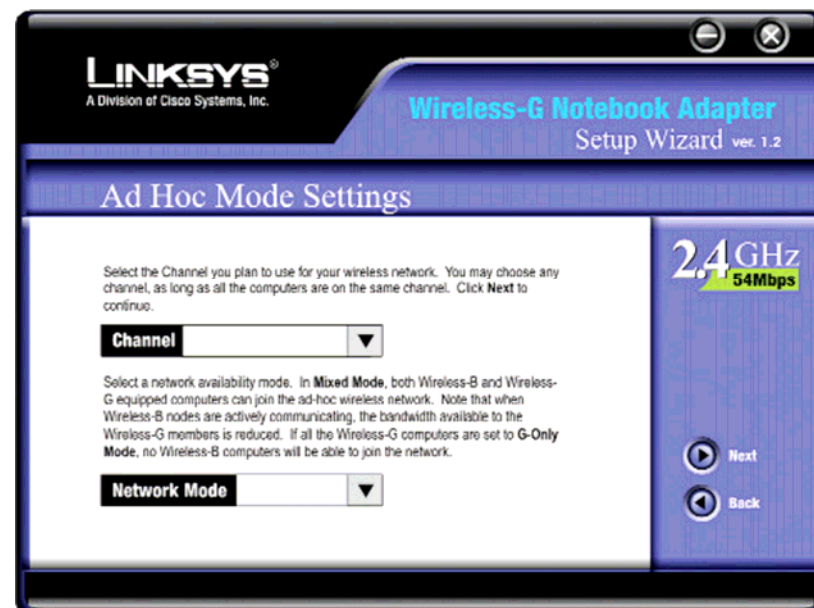 LINKSYS®
A Division of Cisco Systems, Inc.
Wireless-G Notebook Adapter
Setup Wizard ver. 1.2
Ad Hoc Mode Settings
2.4 GHz
54Mbps
Select the Channel you plan to use for your wireless network. You may choose any
channel, as long as all the computers are on the same channel. Click Next to
continue.
Channel
Select a network availability mode. In Mixed Mode, both Wireless-B and Wireless-
G equipped computers can join the ad-hoc wireless network. Note that when
Wireless-B nodes are actively communicating, the bandwidth available to the
Wireless-G members is reduced. If all the Wireless-G computers are set to G-Only
Mode, no Wireless-B computers will be able to join the network.
Network Mode
Next
Back